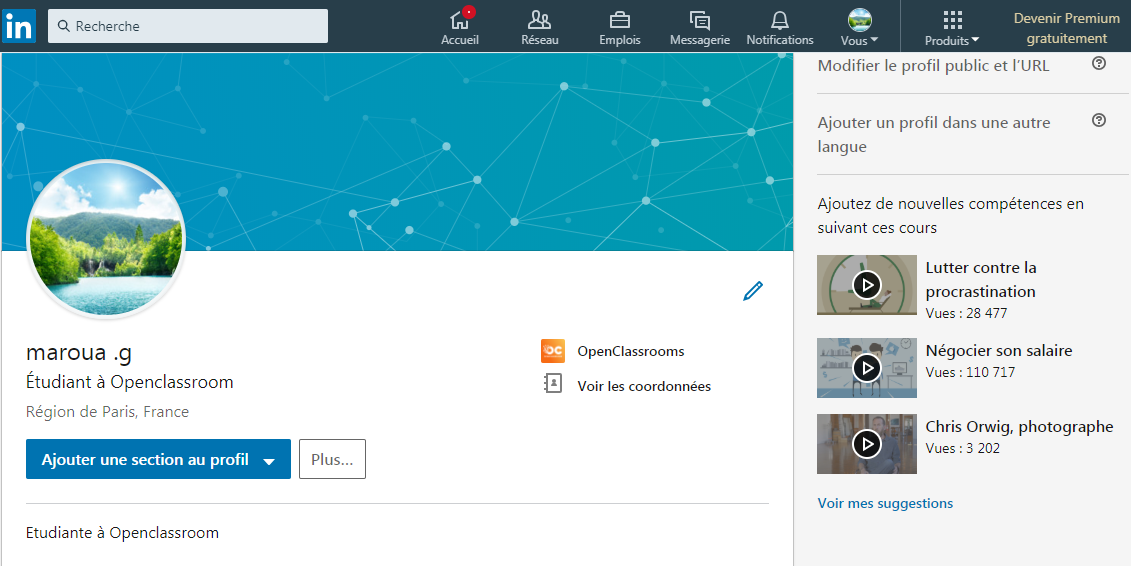 in
Recherche
Accueil
Réseau
Emplois
Messagerie
Notifications
Vous
Produits
Devenir Premium
gratuitement
maroua .g
Étudiant à Openclassroom
Région de Paris, France
OC
OpenClassrooms
Voir les coordonnées
Ajouter une section au profil
Plus...
Etudiante à Openclassroom
Modifier le profil public et l'URL
?
Ajouter un profil dans une autre
langue
?
Ajoutez de nouvelles compétences en
suivant ces cours
Lutter contre la
procrastination
Vues : 28 477
Négocier son salaire
Vues : 110 717
Chris Orwig, photographe
Vues : 3 202
Voir mes suggestions